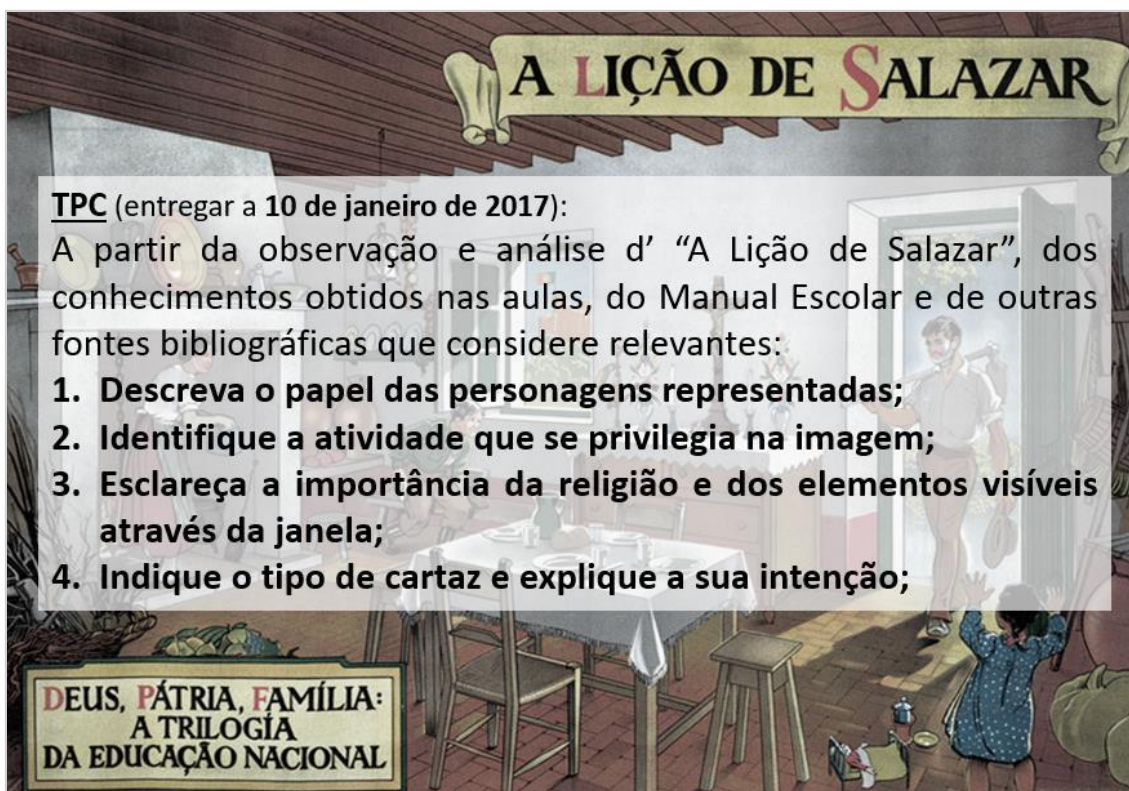 A LIÇÃO DE SALAZAR
TPC (entregar a 10 de janeiro de 2017):
A partir da observação e análise d’ “A Lição de Salazar”, dos
conhecimentos obtidos nas aulas, do Manual Escolar e de outras
fontes bibliográficas que considere relevantes:
1. Descreva o papel das personagens representadas;
2. Identifique a atividade que se privilegia na imagem;
3. Esclareça a importância da religião e dos elementos visíveis
através da janela;
4. Indique o tipo de cartaz e explique a sua intenção;
DEUS, PÁTRIA, FAMÍLIA:
A TRILOGÍA
DA EDUCAÇÃO NACIONAL